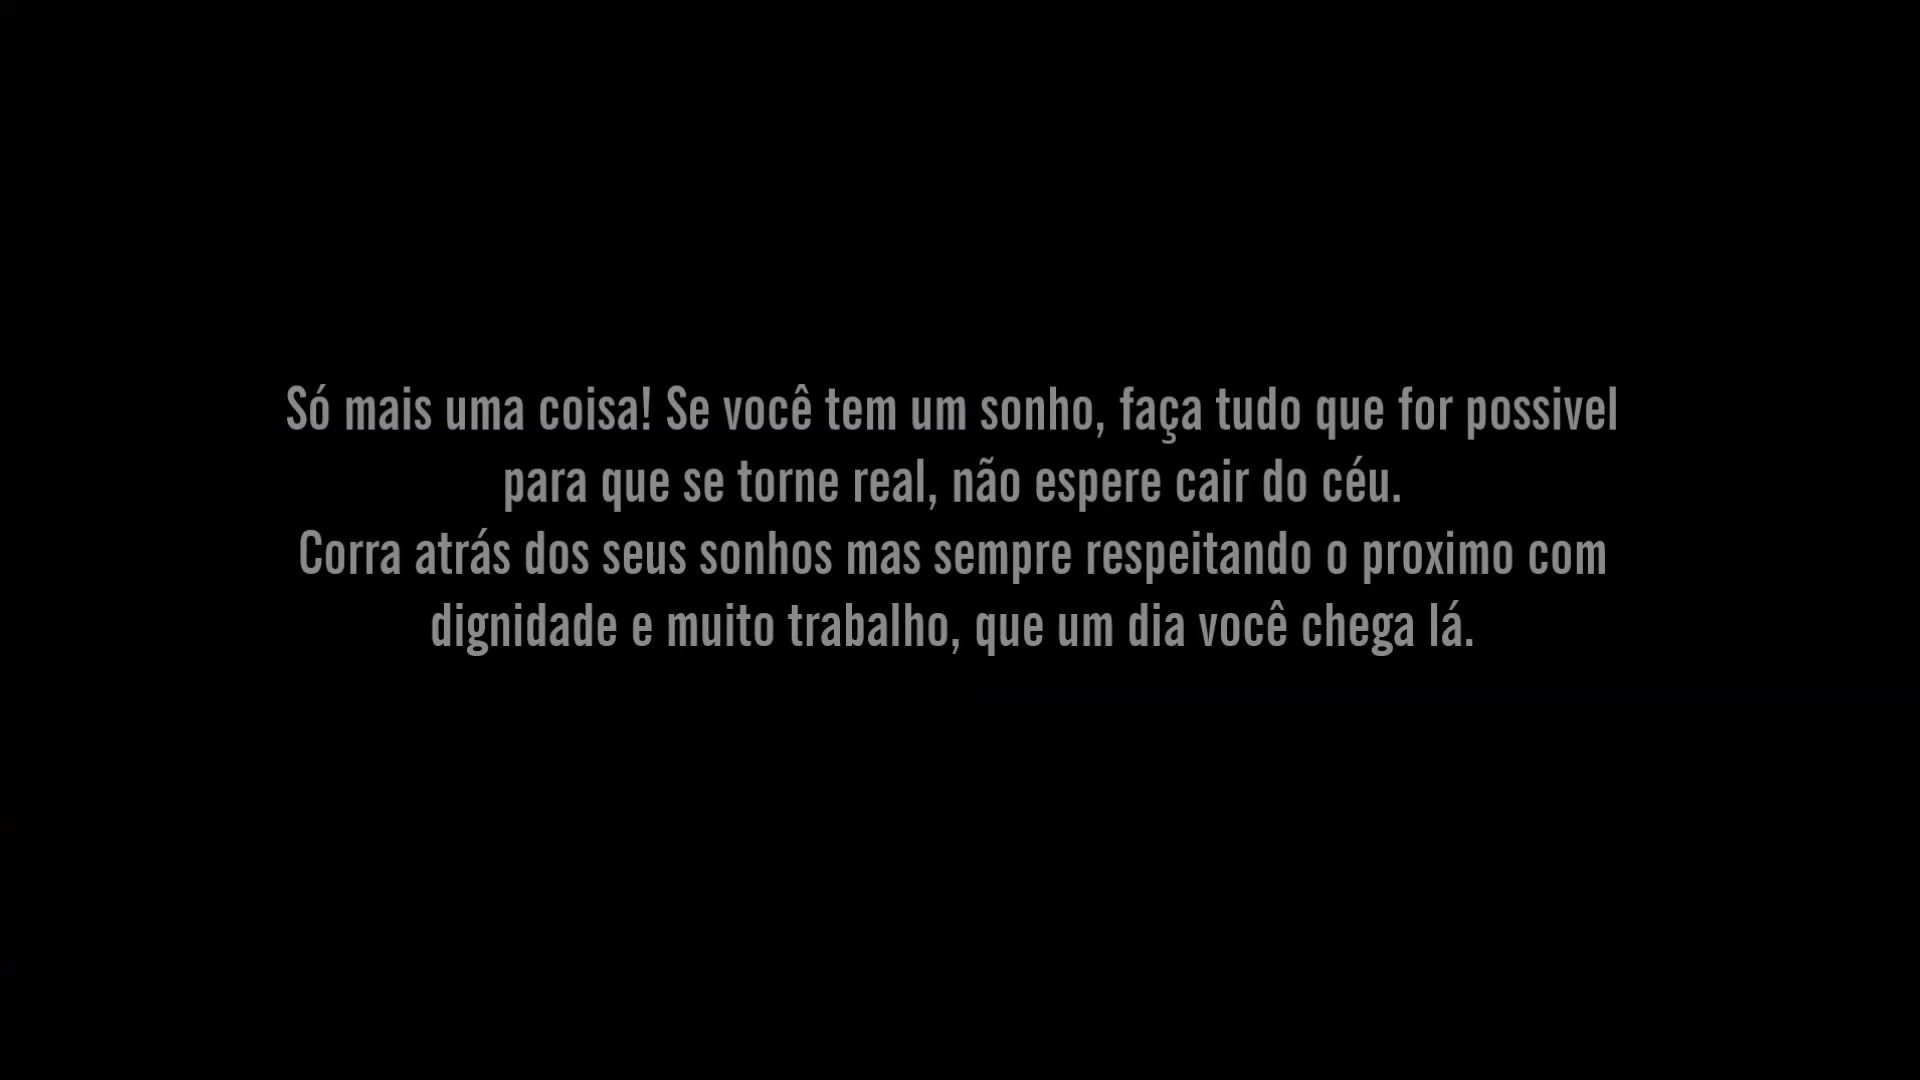 Só mais uma coisa! Se você tem um sonho, faça tudo que for possivel
para que se torne real, não espere cair do céu.
Corra atrás dos seus sonhos mas sempre respeitando o proximo com
dignidade e muito trabalho, que um dia você chega lá.